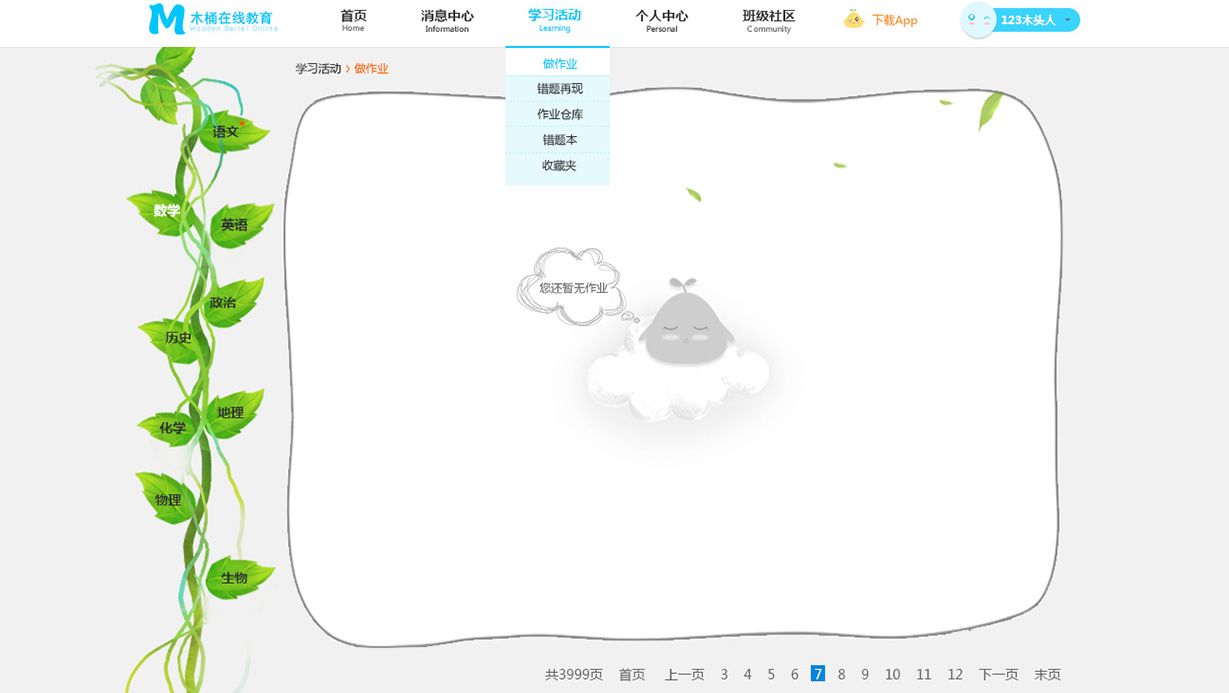 木桶在线教育
Wooden Barrel Online
首页
Home
消息中心
Information
学习活动
Learning
个人中心
Personal
班级社区
Community
下载App
123木头人
学习活动 > 做作业
做作业
错题再现
作业仓库
错题本
收藏夹
语文
数学
英语
政治
历史
地理
化学
物理
生物
您还暂无作业
共3999页 首页 上一页 3 4 5 6 7 8 9 10 11 12 下一页 末页